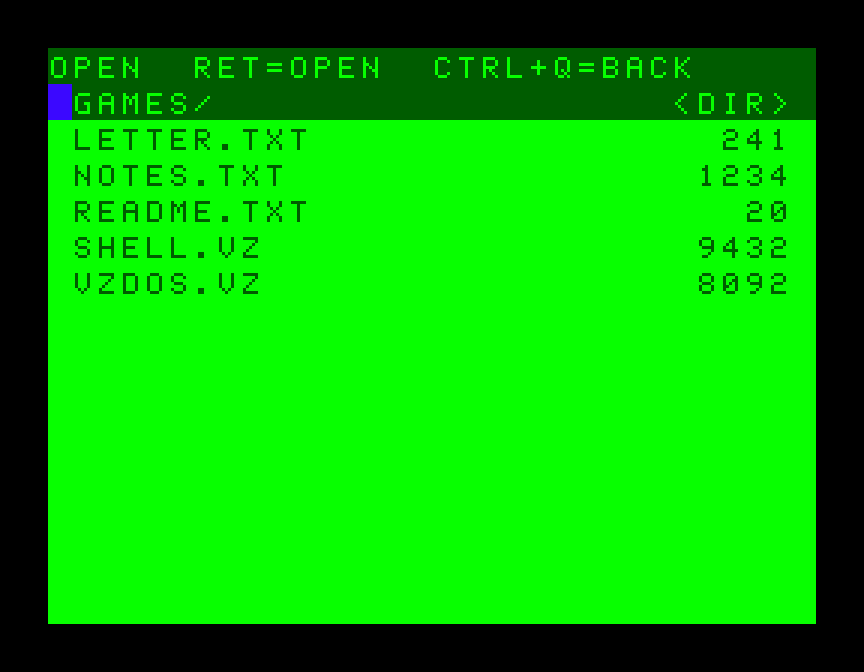 OPEN  RET=OPEN  CTRL+Q=BACK
GAMES/ <DIR>
LETTER.TXT 241
NOTES.TXT 1234
README.TXT 20
SHELL.VZ 9432
VZDOS.VZ 8092